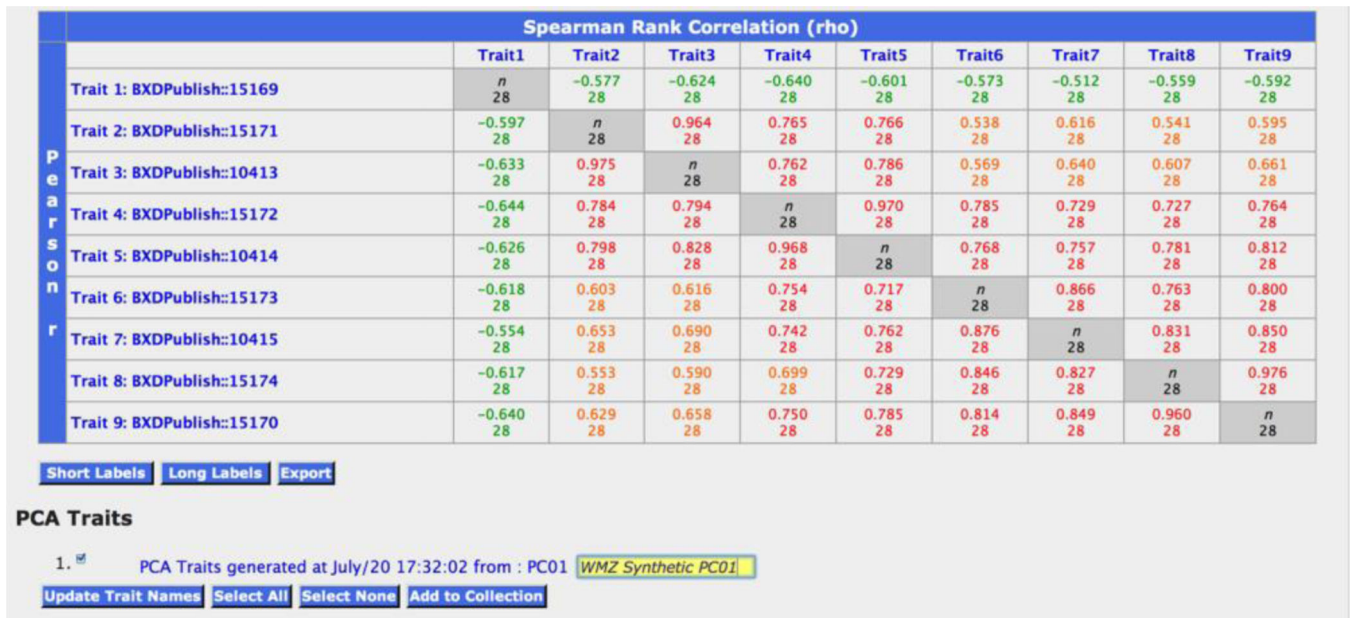 Spearman Rank Correlation (rho)
Trait1 Trait2 Trait3 Trait4 Trait5 Trait6 Trait7 Trait8 Trait9
Pearson r
Trait 1: BXDPublish::15169 n -0.577 -0.624 -0.640 -0.601 -0.573 -0.512 -0.559 -0.592
28 28 28 28 28 28 28 28 28
Trait 2: BXDPublish::15171 -0.597 n 0.964 0.765 0.766 0.538 0.616 0.541 0.595
28 28 28 28 28 28 28 28 28
Trait 3: BXDPublish::10413 -0.633 0.975 n 0.762 0.786 0.569 0.640 0.607 0.661
28 28 28 28 28 28 28 28 28
Trait 4: BXDPublish::15172 -0.644 0.784 0.794 n 0.970 0.785 0.729 0.727 0.764
28 28 28 28 28 28 28 28 28
Trait 5: BXDPublish::10414 -0.626 0.798 0.828 0.968 n 0.768 0.757 0.781 0.812
28 28 28 28 28 28 28 28 28
Trait 6: BXDPublish::15173 -0.618 0.603 0.616 0.754 0.717 n 0.866 0.763 0.800
28 28 28 28 28 28 28 28 28
Trait 7: BXDPublish::10415 -0.554 0.653 0.690 0.742 0.762 0.876 n 0.831 0.850
28 28 28 28 28 28 28 28 28
Trait 8: BXDPublish::15174 -0.617 0.553 0.590 0.699 0.729 0.846 0.827 n 0.976
28 28 28 28 28 28 28 28 28
Trait 9: BXDPublish::15170 -0.640 0.629 0.658 0.750 0.785 0.814 0.849 0.960 n
28 28 28 28 28 28 28 28 28
Short Labels Long Labels Export
PCA Traits
1. PCA Traits generated at July/20 17:32:02 from : PC01 WMZ Synthetic PC01
Update Trait Names Select All Select None Add to Collection